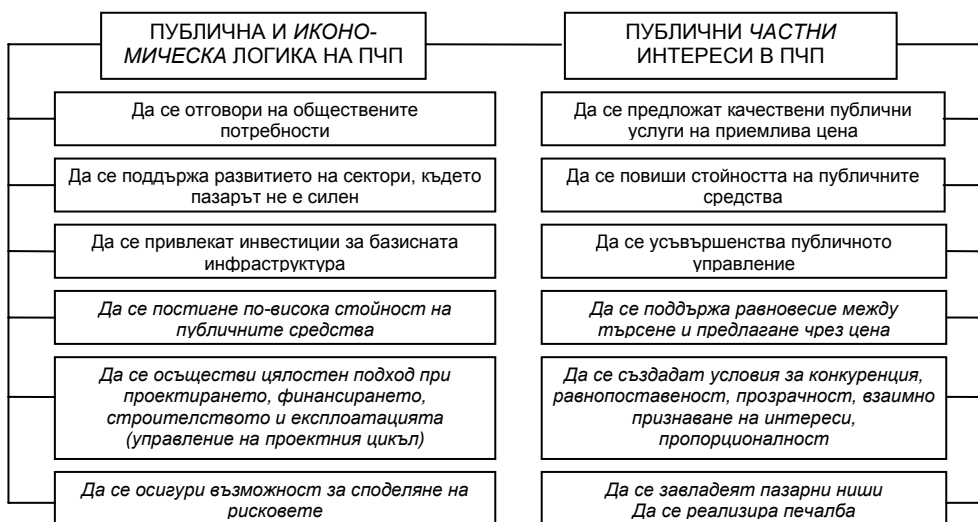 ПУБЛИЧНА И ИКОНО-
МИЧЕСКА ЛОГИКА НА ПЧП
Да се отговори на обществените
потребности
Да се поддържа развитието на сектори, където
пазарът не е силен
Да се привлекат инвестиции за базисната
инфраструктура
Да се постигне по-висока стойност на
публичните средства
Да се осъществи цялостен подход при
проектирането, финансирането,
строителството и експлоатацията
(управление на проектния цикъл)
Да се осигури възможност за споделяне на
рисковете
ПУБЛИЧНИ ЧАСТНИ
ИНТЕРЕСИ В ПЧП
Да се предложат качествени публични
услуги на приемлива цена
Да се повиши стойността на публичните
средства
Да се усъвършенства публичното
управление
Да се поддържа равновесие между
търсене и предлагане чрез цена
Да се създадат условия за конкуренция,
равнопоставеност, прозрачност, взаимно
признаване на интереси,
пропорционалност
Да се завладеят пазарни ниши
Да се реализира печалба